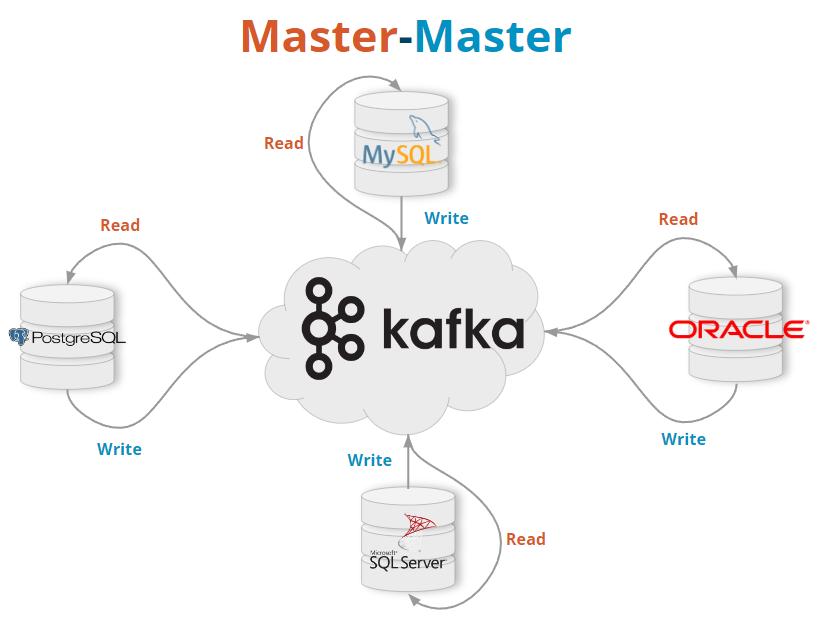 Master-Master
Read
MySQL
Write
Read
Read
PostgreSQL
kafka
ORACLE®
Write
Write
Write
Microsoft®
SQL Server
Read